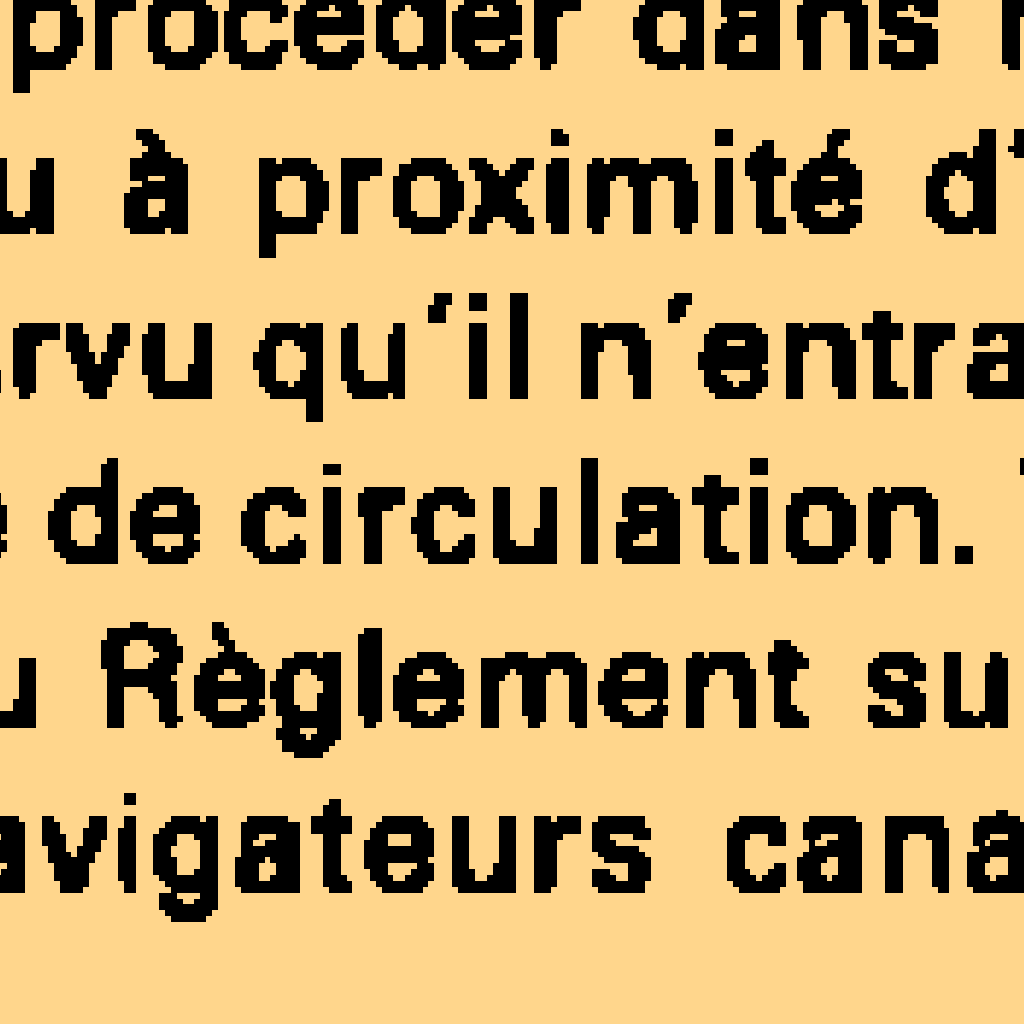 procéder dans
u à proximité d'
rvu qu'il n'entra
de circulation.
u Règlement su
avigateurs cana